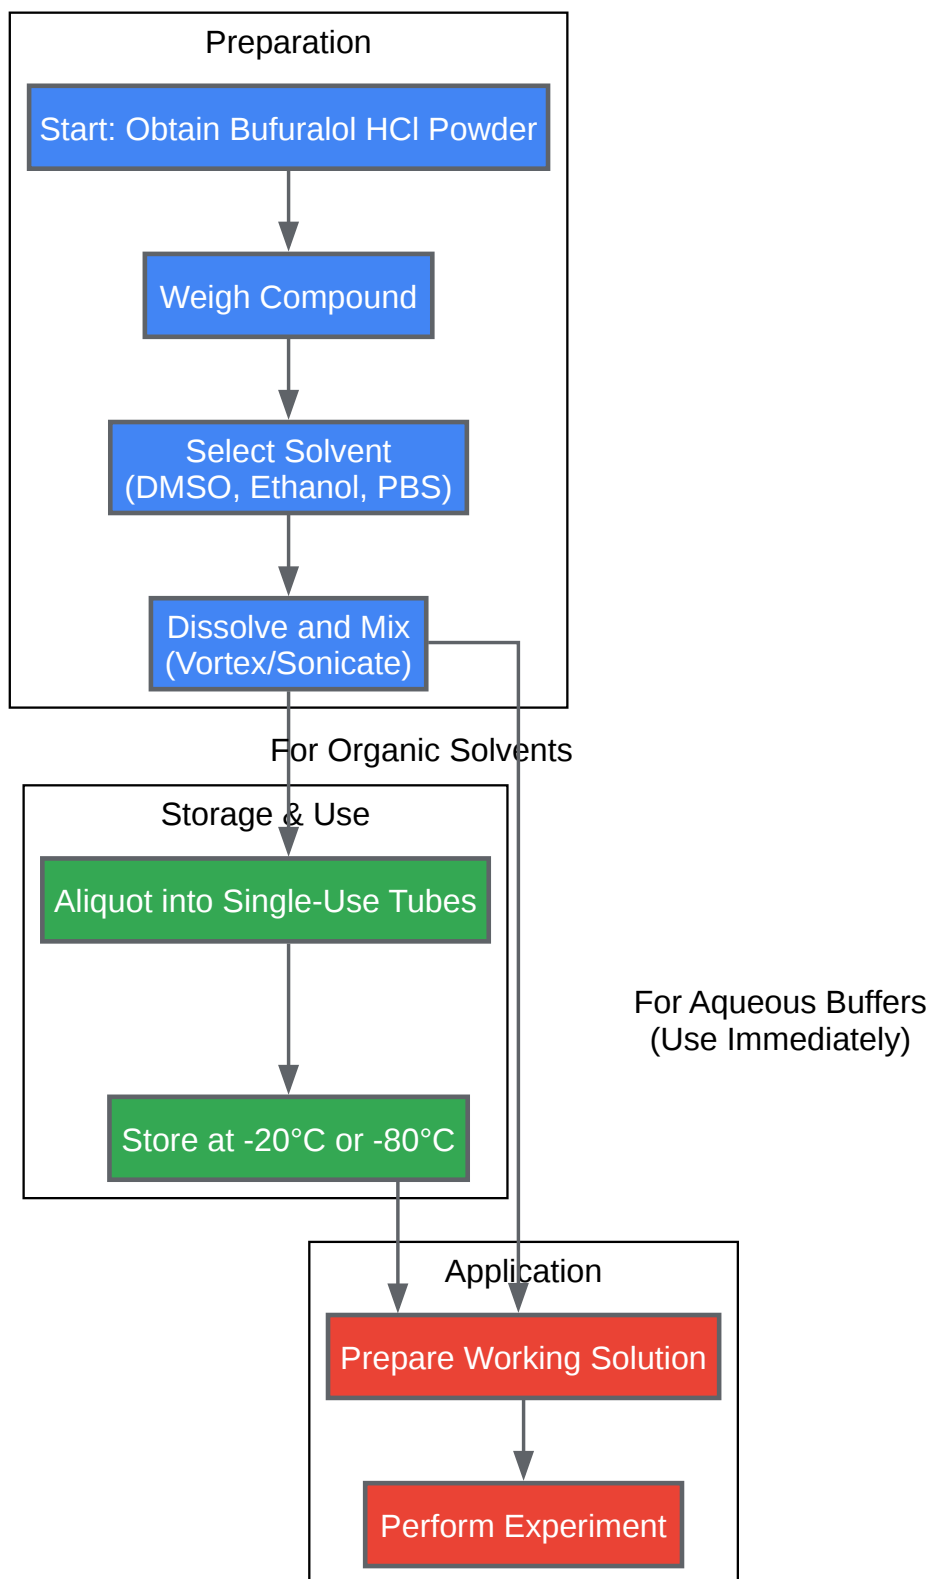 Preparation
Start: Obtain Bufuralol HCl Powder
Weigh Compound
Select Solvent
(DMSO, Ethanol, PBS)
Dissolve and Mix
(Vortex/Sonicate)
For Organic Solvents
Storage & Use
Aliquot into Single-Use Tubes
For Aqueous Buffers
(Use Immediately)
Store at -20°C or -80°C
Application
Prepare Working Solution
Perform Experiment